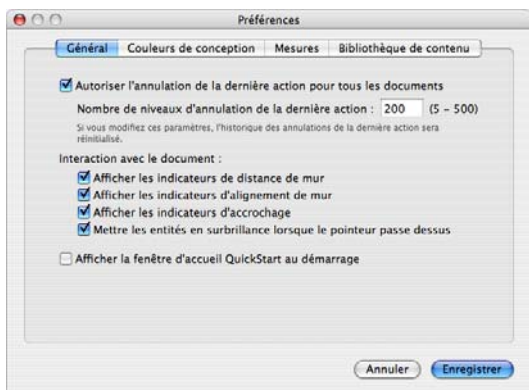 Préférences
Général Couleurs de conception Mesures Bibliothèque de contenu
Autoriser l'annulation de la dernière action pour tous les documents
Nombre de niveaux d'annulation de la dernière action : 200 (5 – 500)
Si vous modifiez ces paramètres, l'historique des annulations de la dernière action sera
réinitialisé.
Interaction avec le document :
Afficher les indicateurs de distance de mur
Afficher les indicateurs d'alignement de mur
Afficher les indicateurs d'accrochage
Mettre les entités en surbrillance lorsque le pointeur passe dessus
Afficher la fenêtre d'accueil QuickStart au démarrage
Annuler Enregistrer